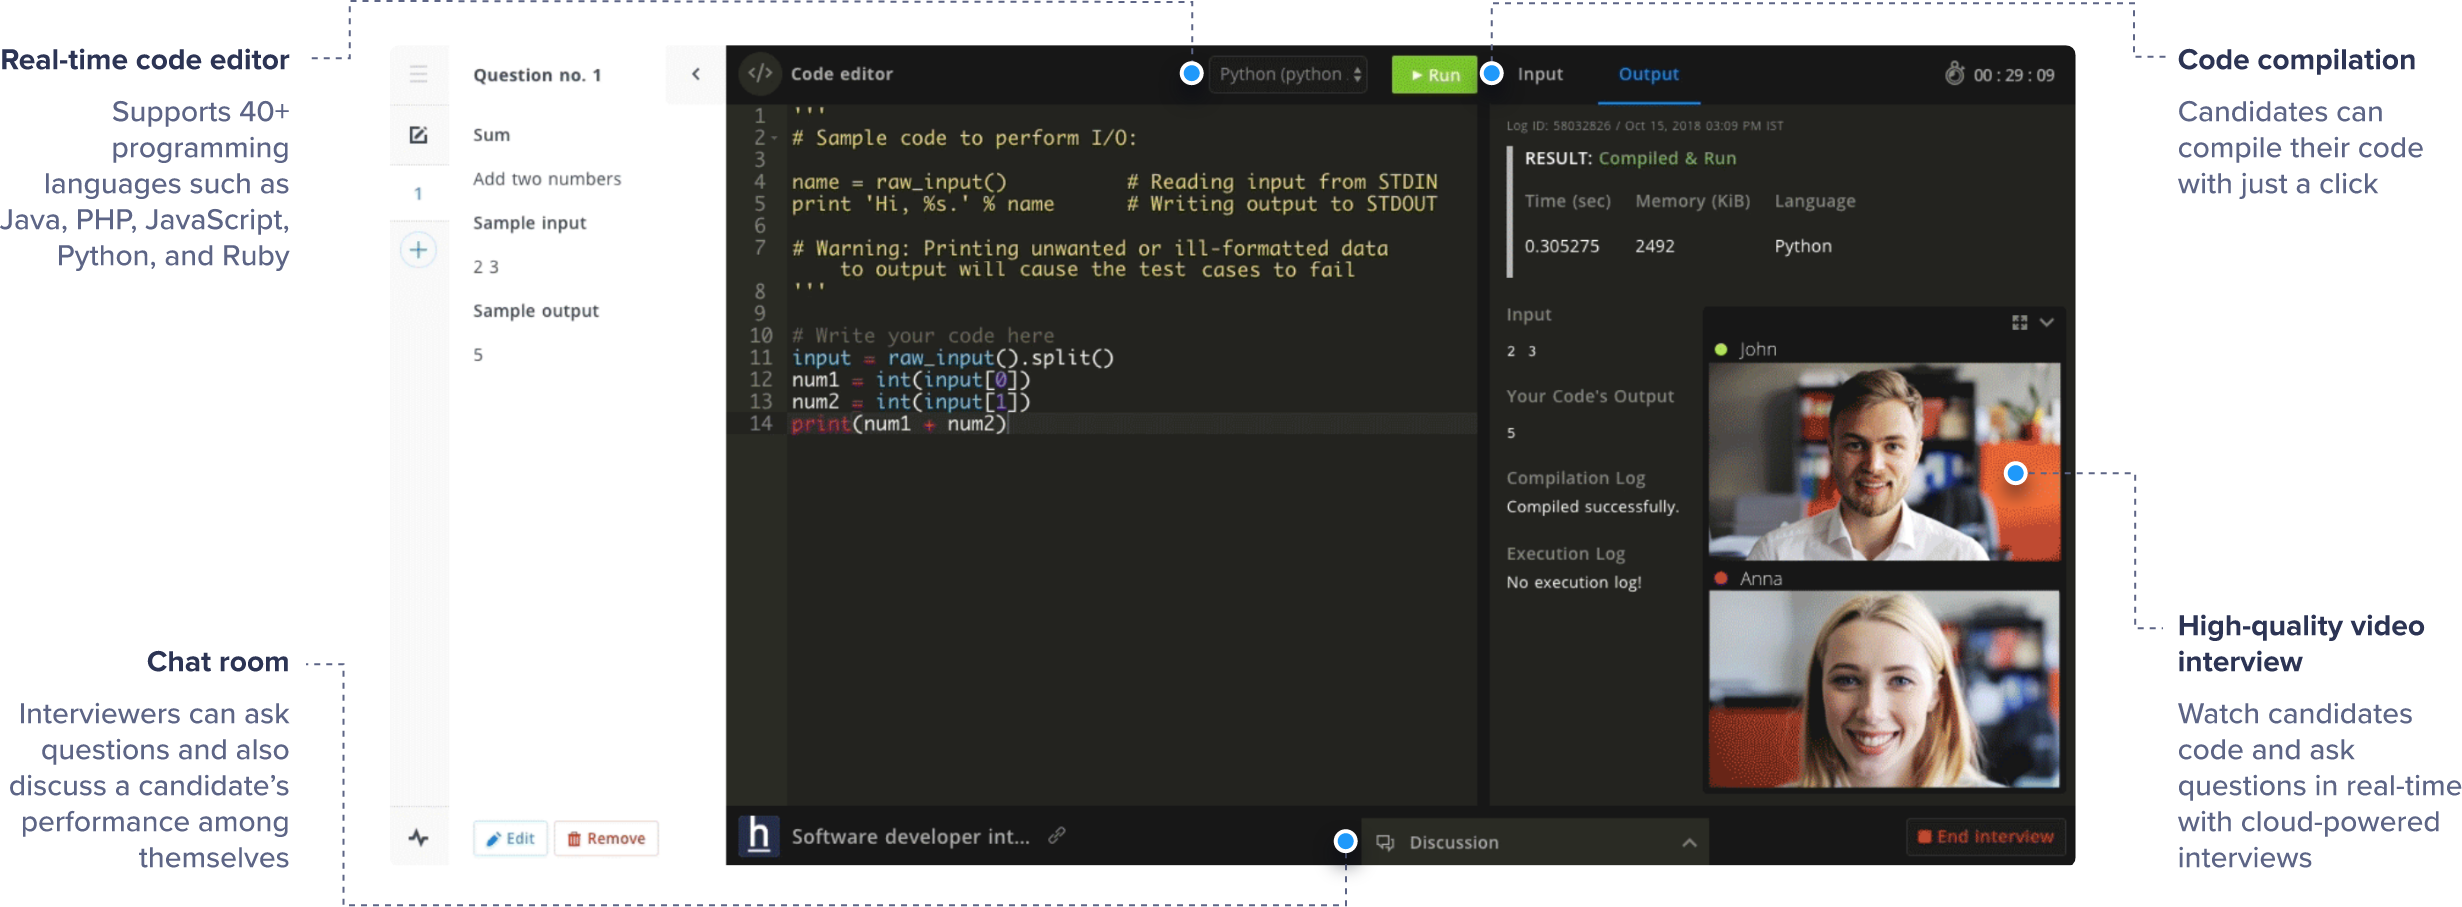 Real-time code editor
Supports 40+
programming
languages such as
Java, PHP, JavaScript,
Python, and Ruby
Chat room
Interviewers can ask
questions and also
discuss a candidate’s
performance among
themselves
1
Question no. 1
Sum
Add two numbers
Sample input
2 3
Sample output
5
Edit
Remove
</> Code editor
Python (python
Run
1 '''
2 # Sample code to perform I/O:
3
4 name = raw_input() # Reading input from STDIN
5 print 'Hi, %s.' % name # Writing output to STDOUT
6
7 # Warning: Printing unwanted or ill-formatted data
to output will cause the test cases to fail
8 '''
9
10 # Write your code here
11 input = raw_input().split()
12 num1 = int(input[0])
13 num2 = int(input[1])
14 print(num1 + num2)
h Software developer int...
Discussion
Input Output
00 : 29 : 09
Log ID: 58032826 / Oct 15, 2018 03:09 PM IST
RESULT: Compiled & Run
Time (sec) Memory (KiB) Language
0.305275 2492 Python
Input
2 3
Your Code's Output
5
Compilation Log
Compiled successfully.
Execution Log
No execution log!
John
Anna
End interview
Code compilation
Candidates can
compile their code
with just a click
High-quality video
interview
Watch candidates
code and ask
questions in real-time
with cloud-powered
interviews